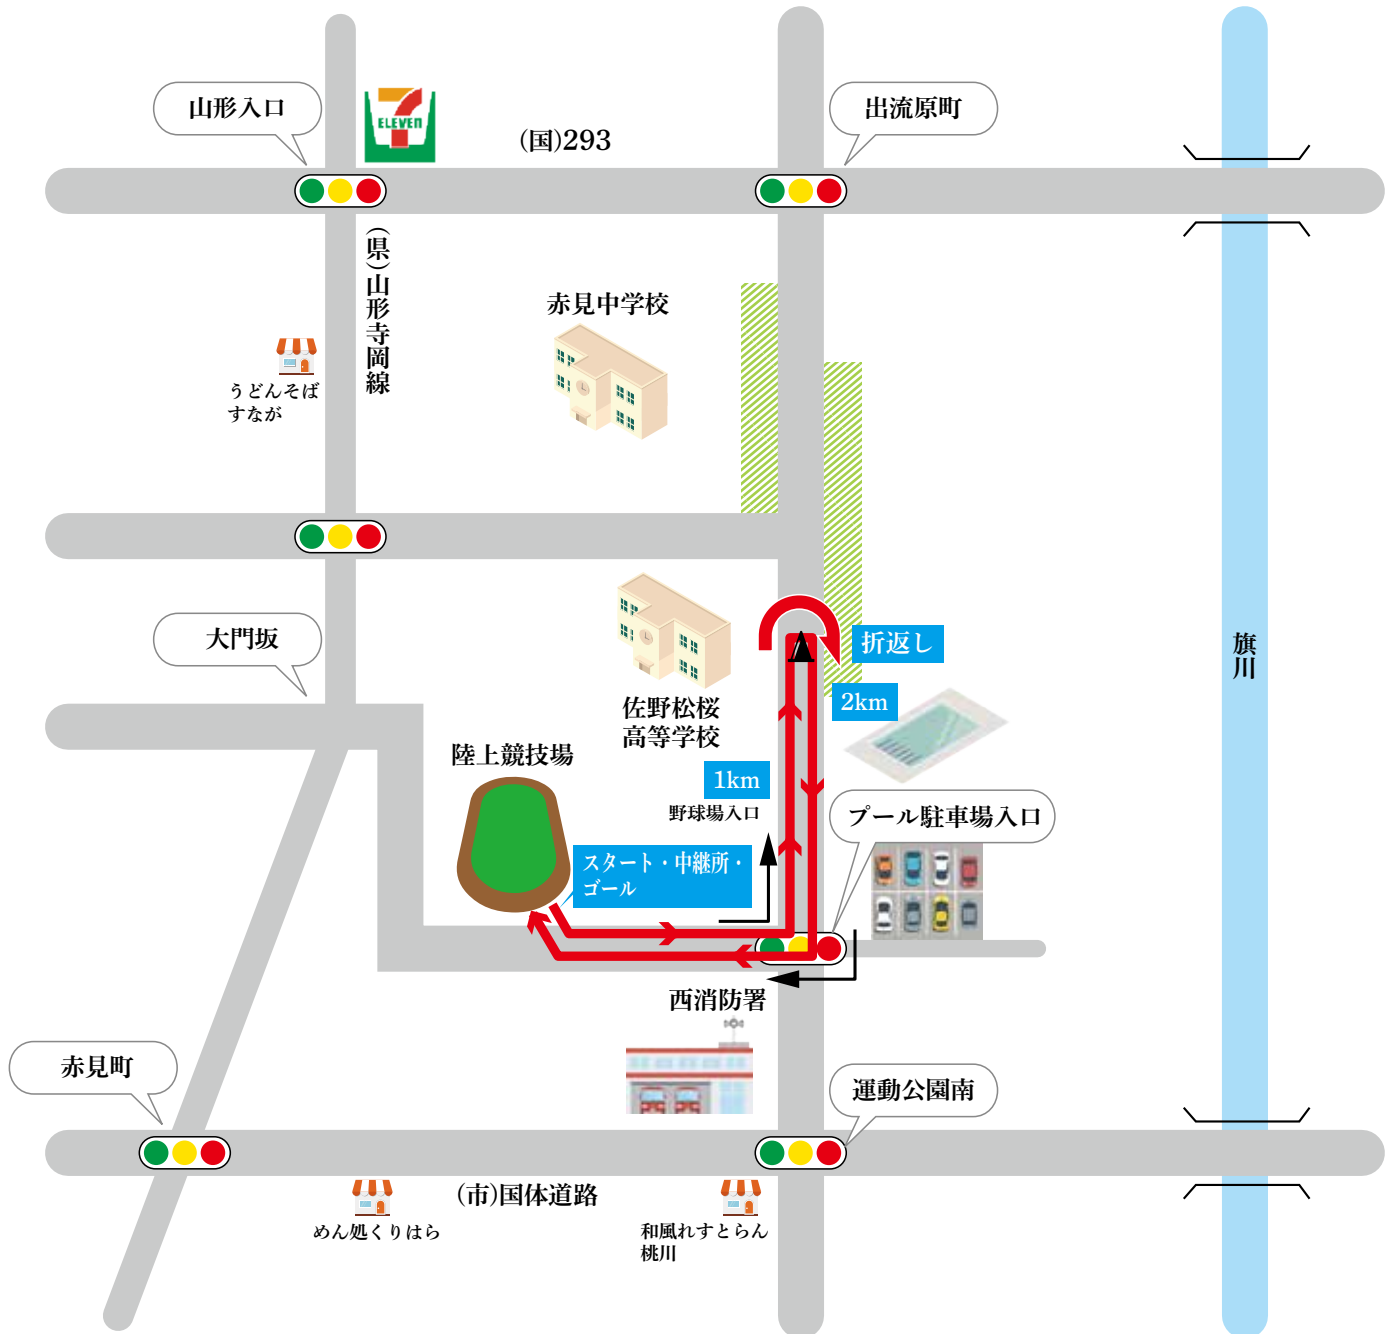 山形入口
ELEVEN
(国)293
出流原町
(県)山形寺岡線
赤見中学校
うどんそば
すなが
大門坂
折返し
2km
旗川
佐野松桜
高等学校
陸上競技場
1km
野球場入口
プール駐車場入口
スタート・中継所・
ゴール
西消防署
赤見町
運動公園南
(市)国体道路
めん処くりはら
和風れすとらん
桃川